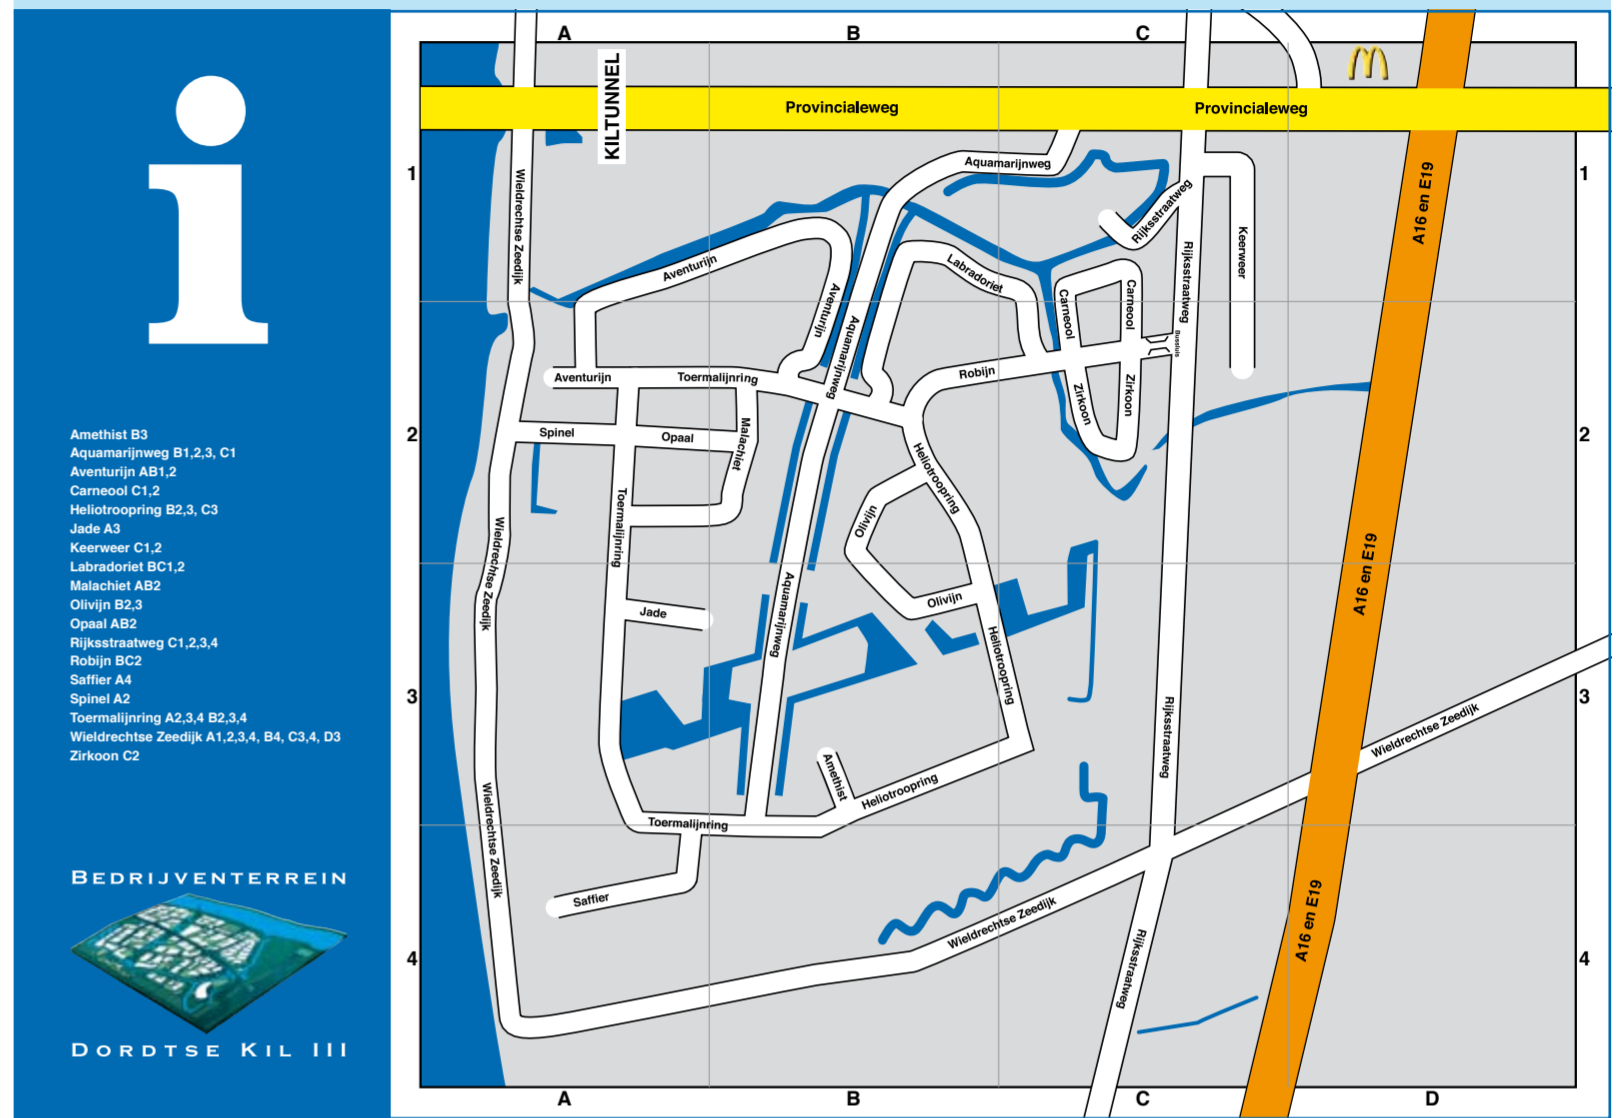 i
Amethist B3
Aquamarijnweg B1,2,3, C1
Aventurijn AB1,2
Carneool C1,2
Heliotroopring B2,3, C3
Jade A3
Keerweer C1,2
Labradoriet BC1,2
Malachiet AB2
Olivijn B2,3
Opaal AB2
Rijksstraatweg C1,2,3,4
Robijn BC2
Saffier A4
Spinel A2
Toermalijnring A2,3,4 B2,3,4
Wieldrechtse Zeedijk A1,2,3,4, B4, C3,4, D3
Zirkoon C2
BEDRIJVENTERREIN
DORDTSE KIL III
A
B
C
KILTUNNEL
Provincialeweg
Provincialeweg
Aquamarijnweg
1
1
Wieldrechtse Zeedijk
Rijksstraatweg
A16 en E19
Keerweer
Aventurijn
Labradoriet
Rijksstraatweg
Aventurijn
Carneool
Carneool
Aquamarijnweg
Bussluis
Aventurijn
Toermalijnring
Robijn
Zirkoon
Zirkoon
2
2
Spinel
Opaal
Malachiet
Heliotroopring
Olivijn
Toermalijnring
Wieldrechtse Zeedijk
A16 en E19
Jade
Olivijn
Aquamarijnweg
Heliotroopring
3
3
Rijksstraatweg
Wieldrechtse Zeedijk
Amethist
Heliotroopring
Toermalijnring
Wieldrechtse Zeedijk
Saffier
Wieldrechtse Zeedijk
A16 en E19
4
4
Rijksstraatweg
A
B
C
D